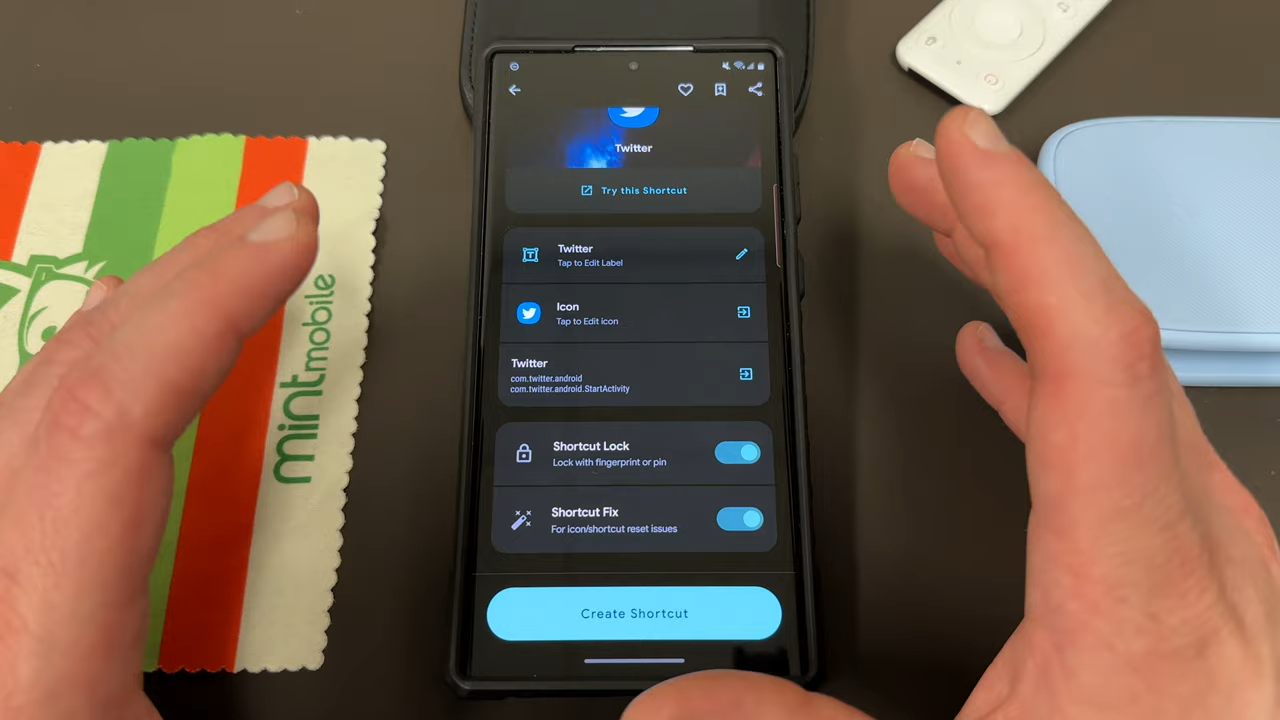 Twitter
Try this Shortcut
Twitter
Tap to Edit Label
Icon
Tap to Edit icon
Twitter
com.twitter.android
com.twitter.android.StartActivity
Shortcut Lock
Lock with fingerprint or pin
Shortcut Fix
For icon/shortcut reset issues
Create Shortcut
mintmobile